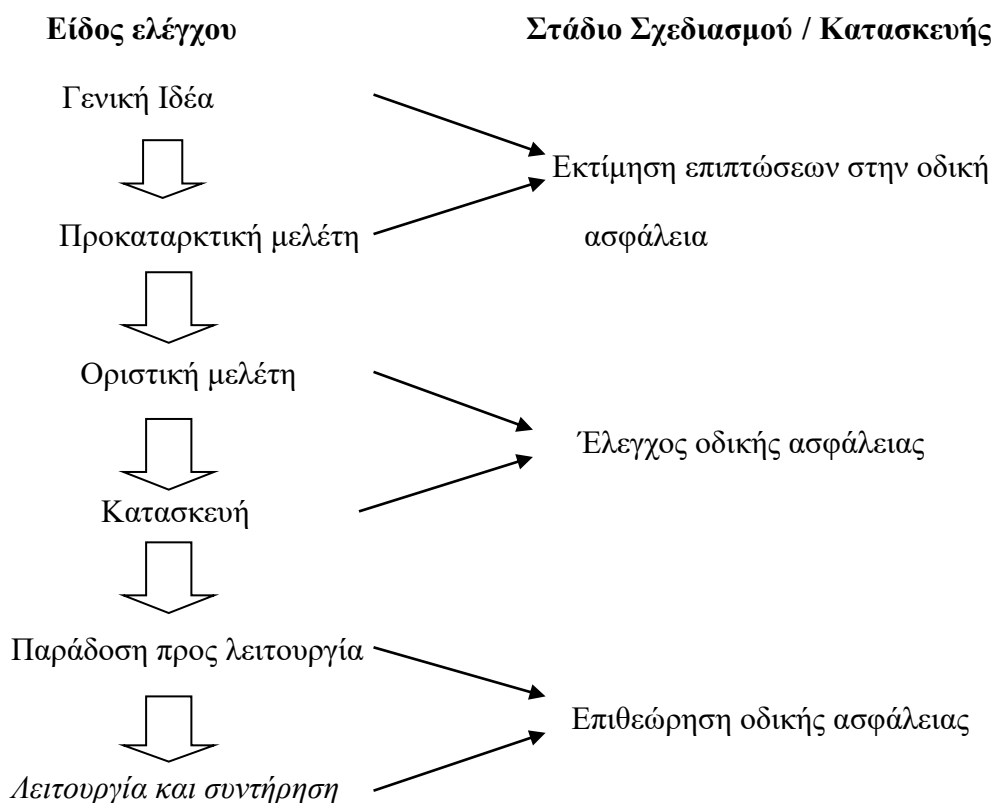 Είδος ελέγχου
Στάδιο Σχεδιασμού / Κατασκευής
Γενική Ιδέα
Εκτίμηση επιπτώσεων στην οδική
Προκαταρκτική μελέτη
ασφάλεια
Οριστική μελέτη
Έλεγχος οδικής ασφάλειας
Κατασκευή
Παράδοση προς λειτουργία
Επιθεώρηση οδικής ασφάλειας
Λειτουργία και συντήρηση